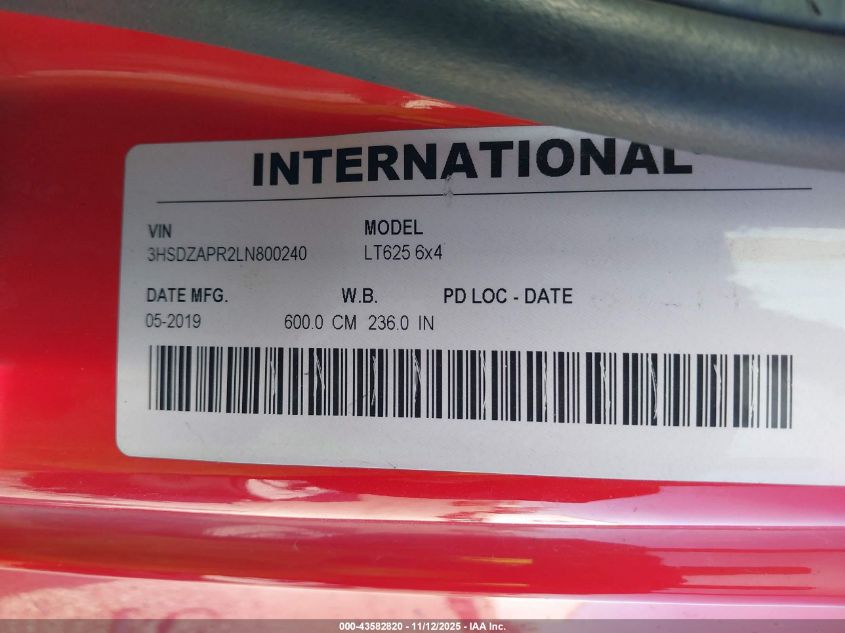 INTERNATIONAL
VIN MODEL
3HSDZAPR2LN800240 LT625 6x4
DATE MFG. W.B. PD LOC - DATE
05-2019 600.0 CM 236.0 IN
000-43582820 - 11/12/2025 - IAA Inc.